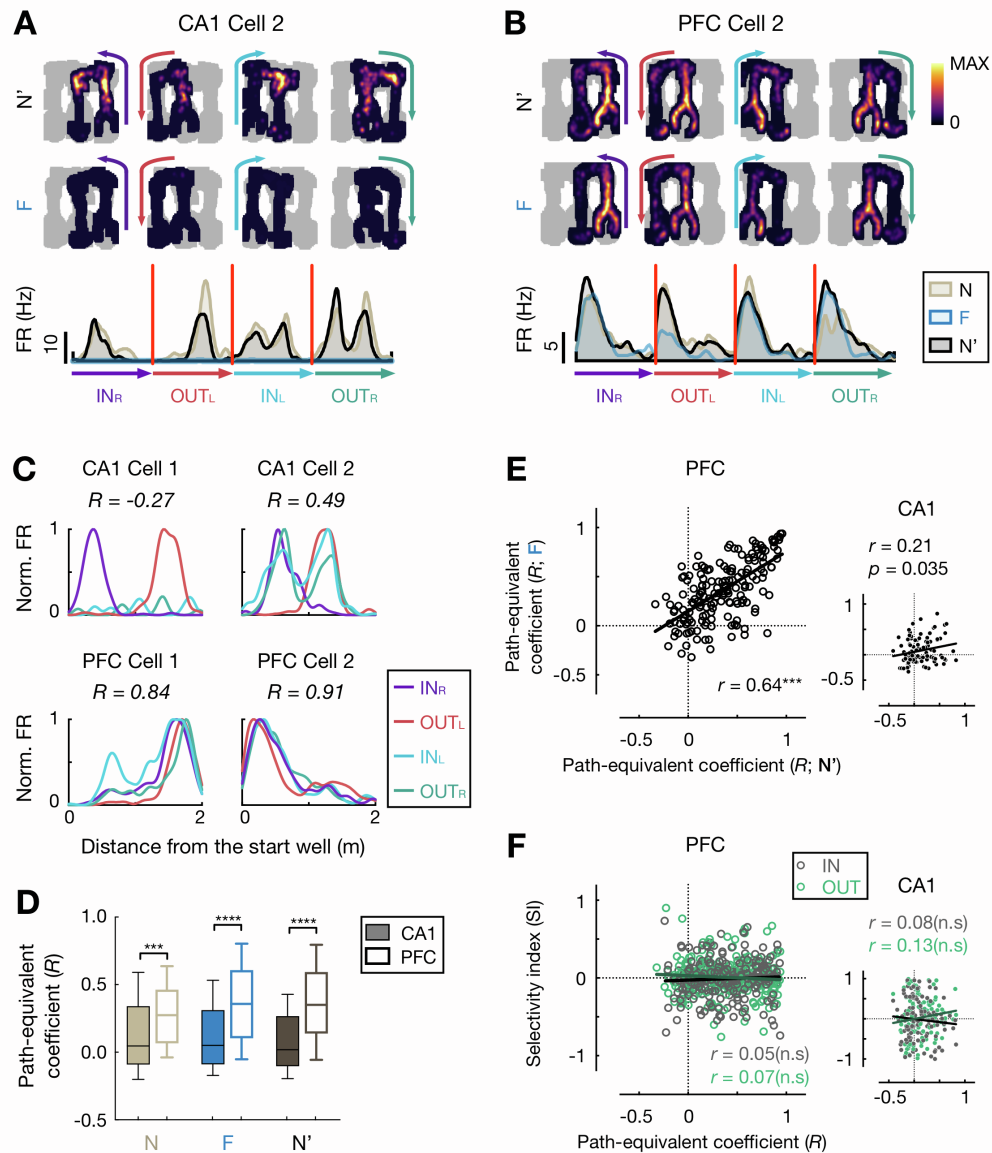 A
CA1 Cell 2
N'
F
FR (Hz)
10
INR
OUTL
INL
OUTR
B
PFC Cell 2
MAX
0
N'
F
FR (Hz)
5
INR
OUTL
INL
OUTR
N
F
N'
C
CA1 Cell 1
R = -0.27
CA1 Cell 2
R = 0.49
Norm. FR
1
0
1
PFC Cell 1
R = 0.84
PFC Cell 2
R = 0.91
Norm. FR
1
0
1
0
2
0
2
Distance from the start well (m)
INR
OUTL
INL
OUTR
D
Path-equivalent
coefficient (R)
1.0
0.5
0.0
-0.5
***
****
****
N
F
N'
CA1
PFC
E
PFC
Path-equivalent
coefficient (R; F)
1
0
-0.5
r = 0.64***
-0.5
0
1
Path-equivalent coefficient (R; N')
CA1
r = 0.21
p = 0.035
1
-0.5
-0.5
1
F
PFC
IN
OUT
Selectivity index (SI)
1
0
-1
r = 0.05(n.s)
r = 0.07(n.s)
-0.5
0
1
Path-equivalent coefficient (R)
CA1
r = 0.08(n.s)
r = 0.13(n.s)
1
-1
-0.5
1